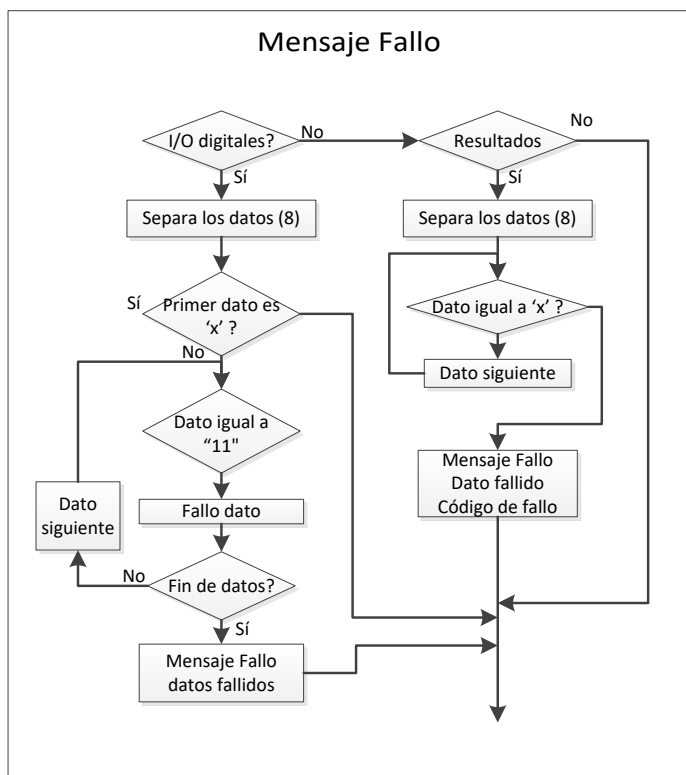 Mensaje Fallo
I/O digitales?
No
Sí
Separa los datos (8)
Sí
Primer dato es
‘x’ ?
No
Dato igual a
“11"
Fallo dato
Dato
siguiente
No
Fin de datos?
Sí
Mensaje Fallo
datos fallidos
Resultados
No
Sí
Separa los datos (8)
Dato igual a ‘x’ ?
Dato siguiente
Mensaje Fallo
Dato fallido
Código de fallo